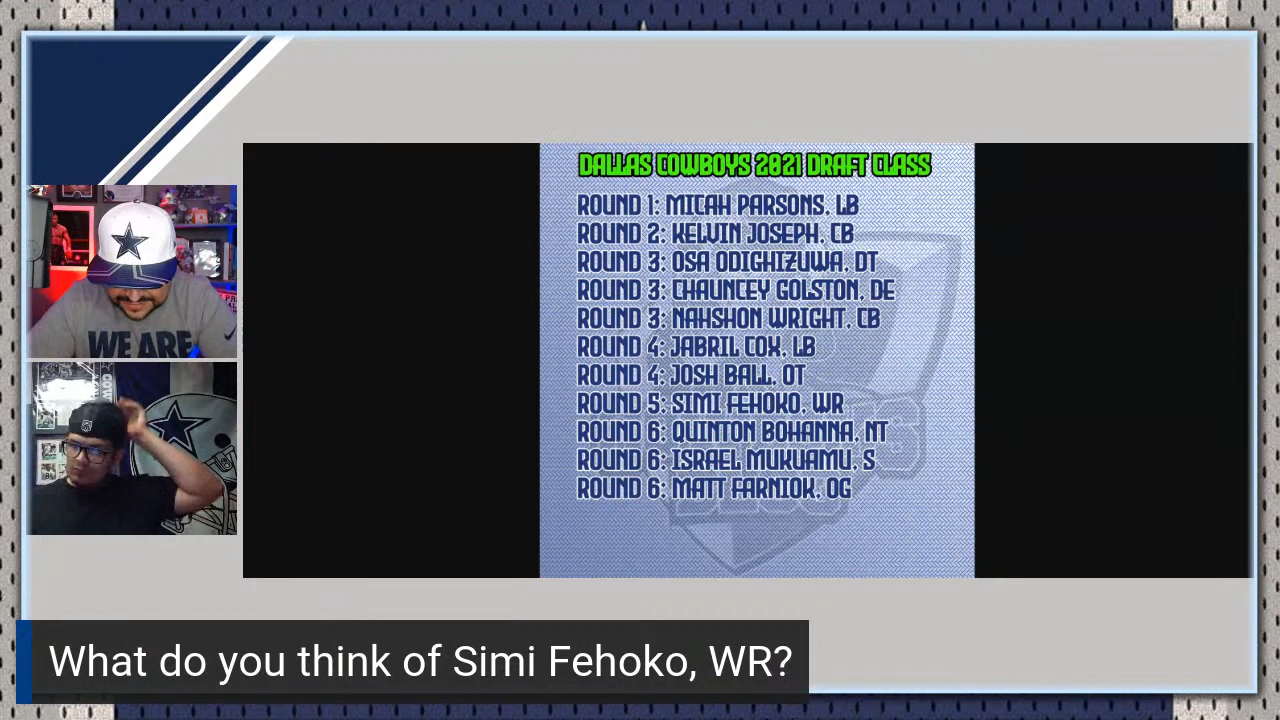 DALLAS COWBOYS 2021 DRAFT CLASS
ROUND 1: MICAH PARSONS, LB
ROUND 2: KELVIN JOSEPH, CB
ROUND 3: OSA ODIGHIZUWA, DT
ROUND 3: CHAUNCEY GOLSTON, DE
ROUND 3: NAHSHON WRIGHT, CB
ROUND 4: JABRIL COX, LB
ROUND 4: JOSH BALL, OT
ROUND 5: SIMI FEHOKO, WR
ROUND 6: QUINTON BOHANNA, NT
ROUND 6: ISRAEL MUKUAMU, S
ROUND 6: MATT FARNIOK, OG
WE ARE
What do you think of Simi Fehoko, WR?